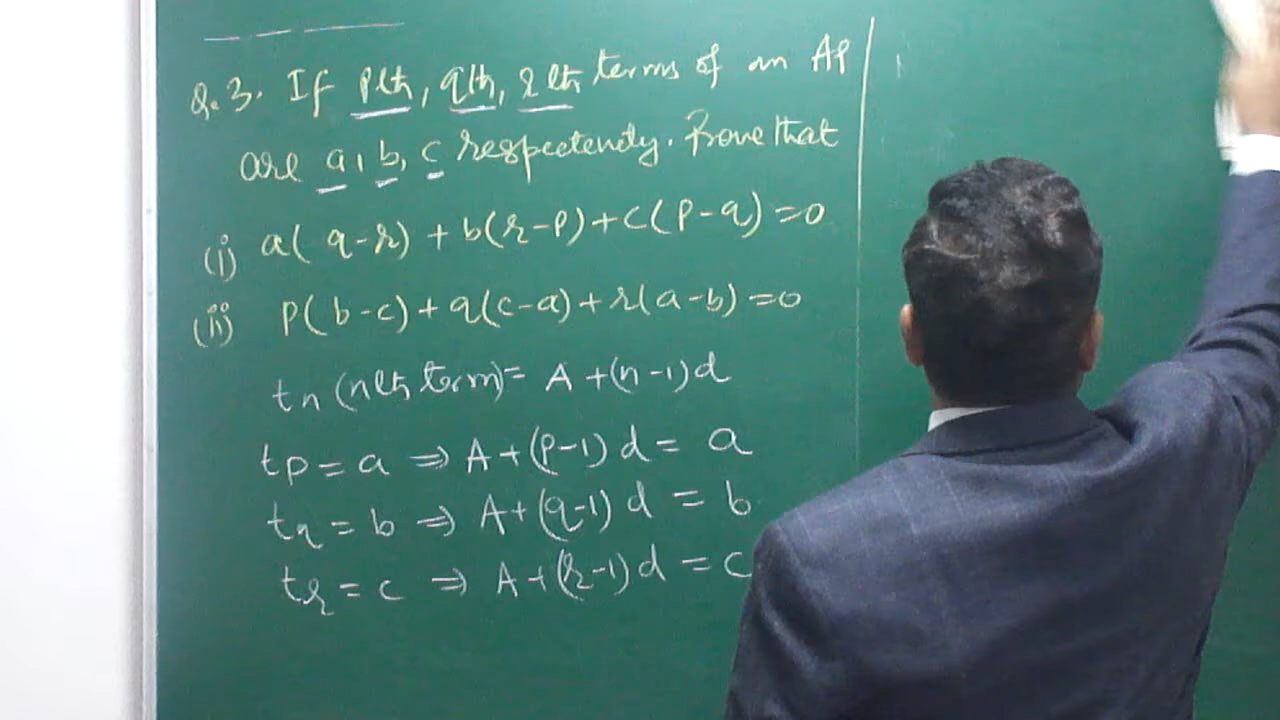 Q.3. If pth, qth, rth terms of an AP
are a, b, c respectively. Prove that
(i) a(q-r) + b(r-p) + c(p-q) = 0
(ii) p(b-c) + q(c-a) + r(a-b) = 0
tn (nth term) = A + (n-1)d
tp = a ⇒ A + (p-1)d = a
tq = b ⇒ A + (q-1)d = b
tr = c ⇒ A + (r-1)d = c